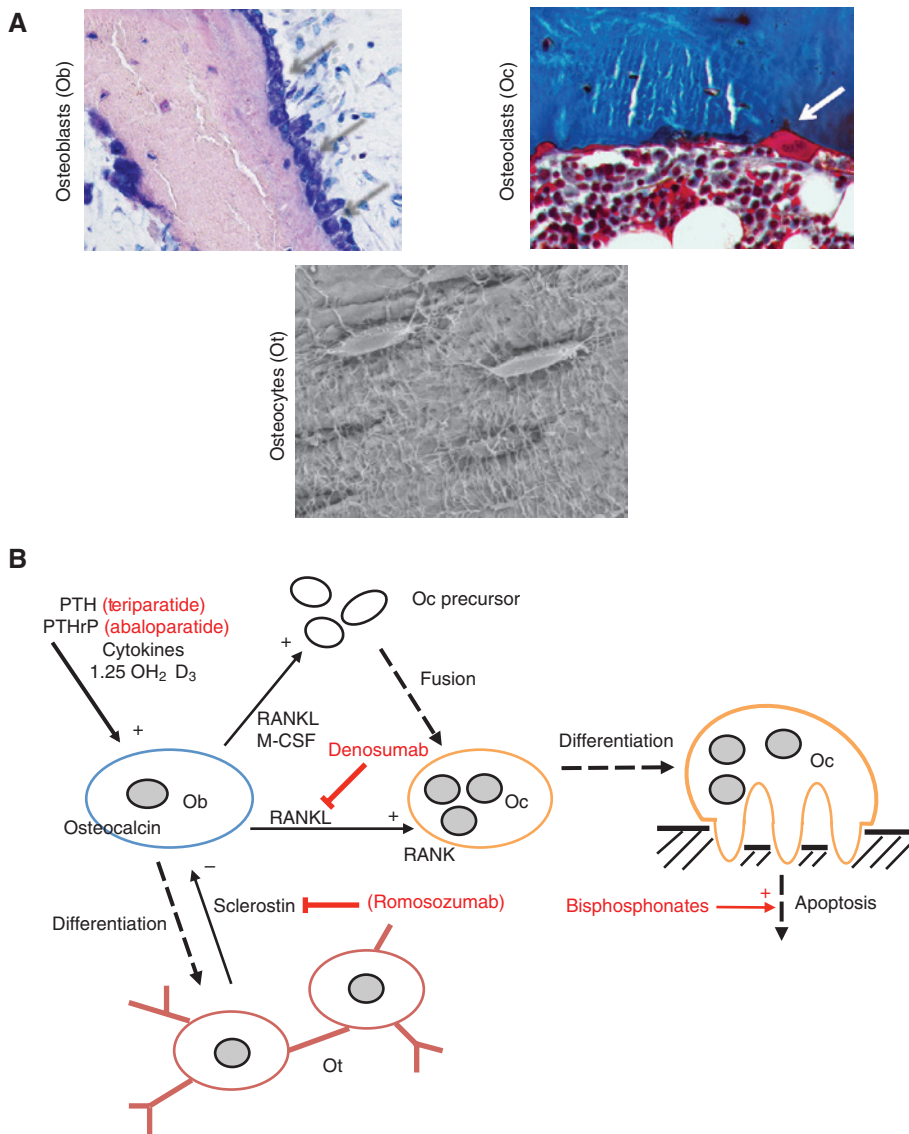 A
Osteoblasts (Ob)
Osteoclasts (Oc)
Osteocytes (Ot)
B
PTH (teriparatide)
PTHrP (abaloparatide)
Cytokines
1.25 OH₂ D₃
+
Ob
Osteocalcin
+
RANKL
M-CSF
Oc precursor
Fusion
Denosumab
RANKL
+
Oc
RANK
Differentiation
Oc
Bisphosphonates
+
Apoptosis
Differentiation
−
Sclerostin
(Romosozumab)
Ot